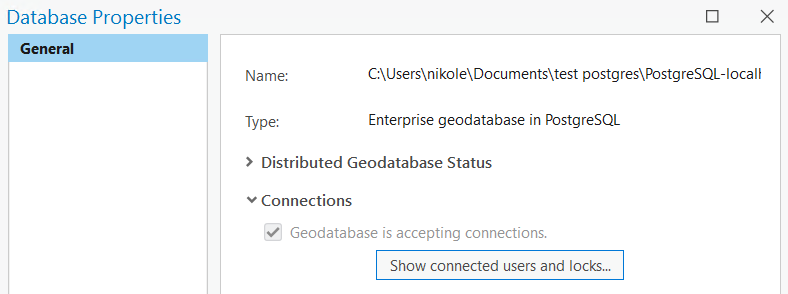 Database Properties
General
Name: C:\Users\nikole\Documents\test postgres\PostgreSQL-localh
Type: Enterprise geodatabase in PostgreSQL
Distributed Geodatabase Status
Connections
Geodatabase is accepting connections.
Show connected users and locks...